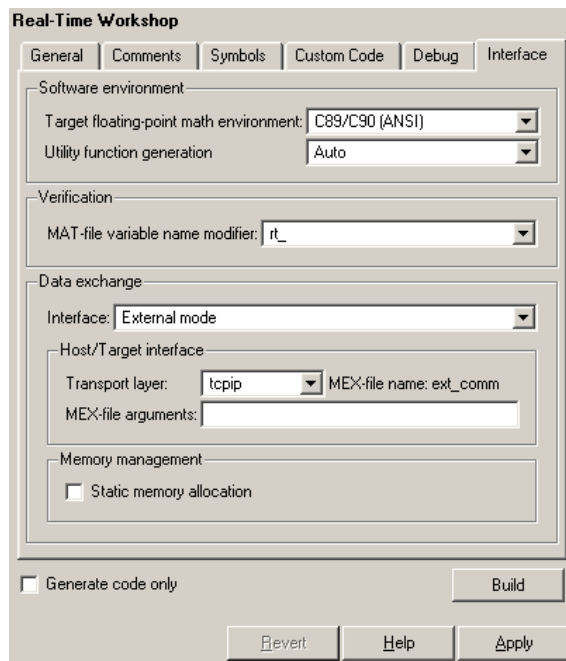 Real-Time Workshop
General Comments Symbols Custom Code Debug Interface
Software environment
Target floating-point math environment: C89/C90 (ANSI)
Utility function generation Auto
Verification
MAT-file variable name modifier: rt_
Data exchange
Interface: External mode
Host/Target interface
Transport layer: tcpip MEX-file name: ext_comm
MEX-file arguments:
Memory management
Static memory allocation
Generate code only Build
Revert Help Apply